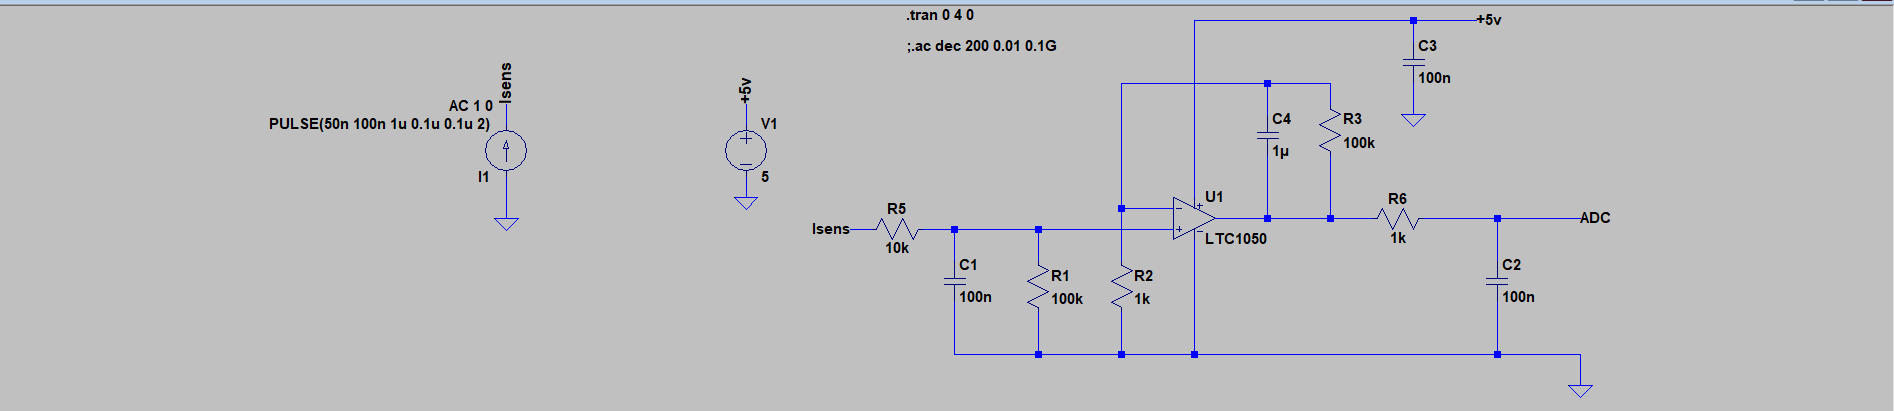 .tran 0 4 0
+5v
;.ac dec 200 0.01 0.1G
C3
100n
Isens
+5v
AC 1 0
PULSE(50n 100n 1u 0.1u 0.1u 2)
I1
V1
5
C4
1µ
R3
100k
U1
LTC1050
R6
1k
ADC
Isens
R5
10k
C1
100n
R1
100k
R2
1k
C2
100n